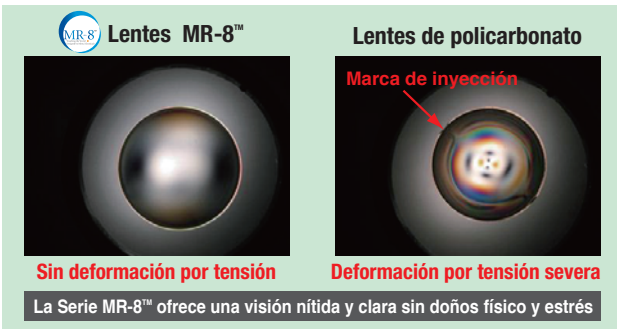 MR-8™
Lentes MR-8™
Lentes de policarbonato
Marca de inyección
Sin deformación por tensión
Deformación por tensión severa
La Serie MR-8™ ofrece una visión nítida y clara sin doños físico y estrés